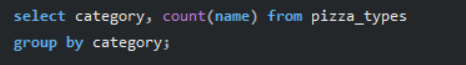 select category, count(name) from pizza_types
group by category;